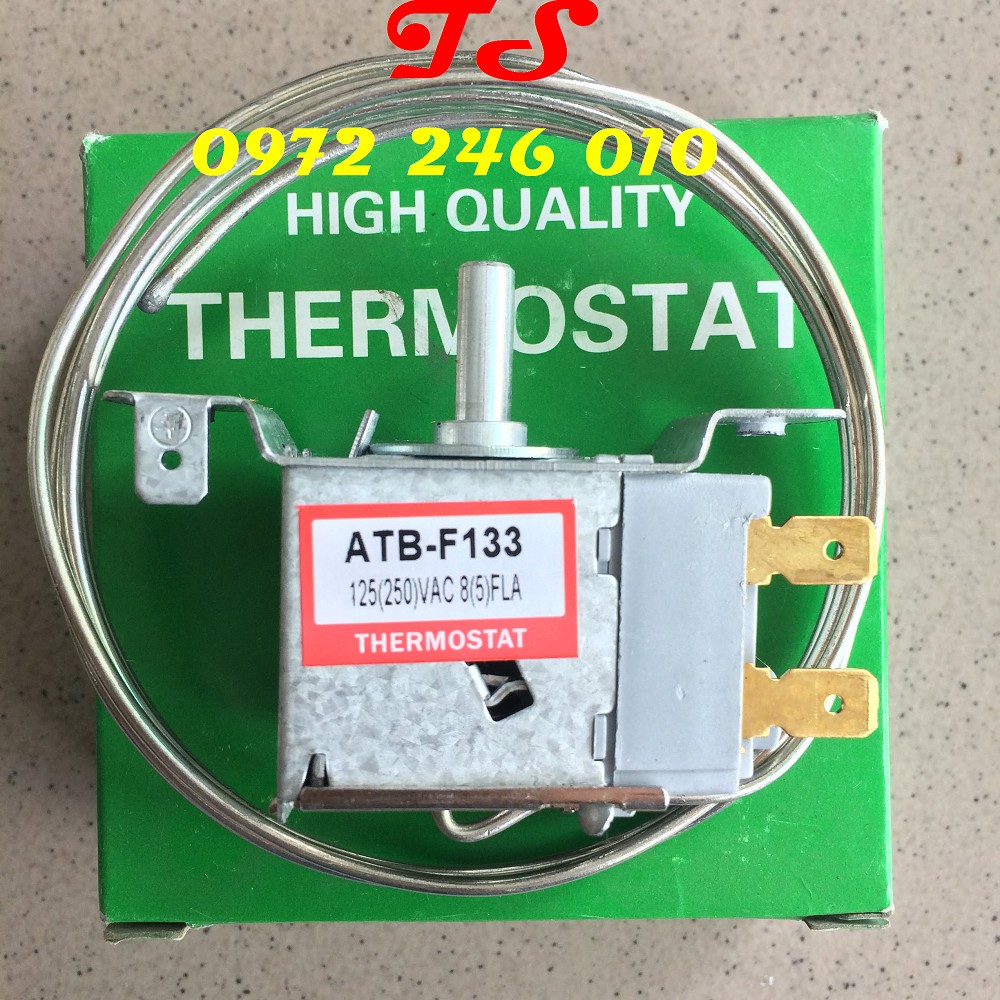 TS
0972 246 010
HIGH QUALITY
THERMOSTAT
ATB-F133
125(250)VAC 8(5)FLA
THERMOSTAT